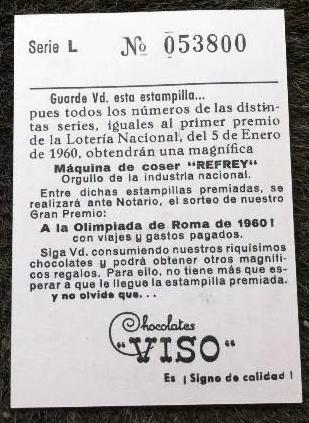 Serie L Nº 053800
Guarde Vd. esta estampilla...
pues todos los números de las distin-
tas series, iguales al primer premio
de la Lotería Nacional, del 5 de Enero
de 1960, obtendrán una magnífica
Máquina de coser "REFREY"
Orgullo de la industria nacional.
Entre dichas estampillas premiadas, se
realizará ante Notario, el sorteo de nuestro
Gran Premio:
A la Olimpiada de Roma de 1960!
con viajes y gastos pagados.
Siga Vd. consumiendo nuestros riquísimos
chocolates y podrá obtener otros magnífi-
cos regalos. Para ello, no tiene más que es-
perar a que le llegue la estampilla premiada.
y no olvide que...
Chocolates
"VISO"
Es ¡Signo de calidad!